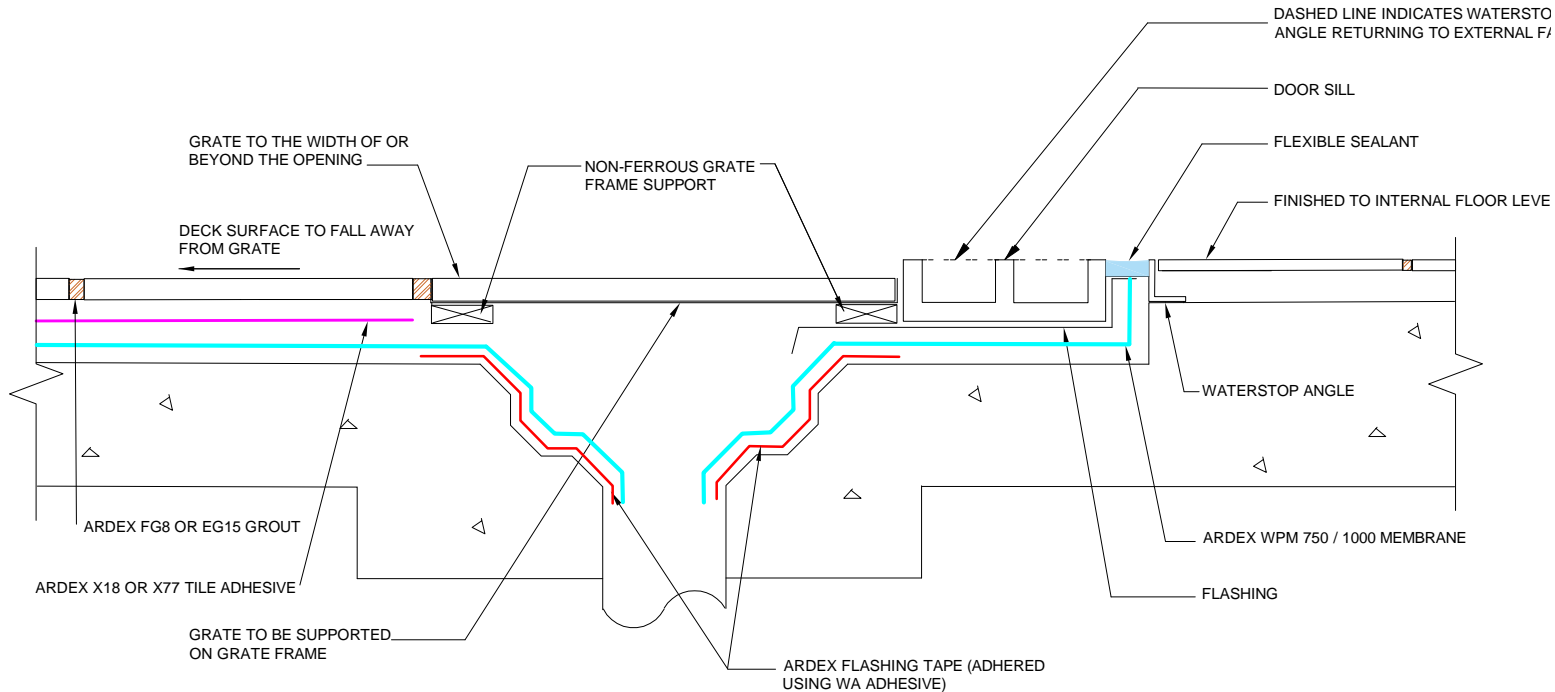 DASHED LINE INDICATES
ANGLE RETURNING TO EXTERNAL
DOOR SILL
GRATE TO THE WIDTH OF OR
BEYOND THE OPENING
NON-FERROUS GRATE
FRAME SUPPORT
FLEXIBLE SEALANT
DECK SURFACE TO FALL AWAY
FROM GRATE
FINISHED TO INTERNAL FLOOR
WATERSTOP ANGLE
ARDEX FG8 OR EG15 GROUT
ARDEX WPM 750 / 1000 MEMBRANE
ARDEX X18 OR X77 TILE ADHESIVE
FLASHING
GRATE TO BE SUPPORTED
ON GRATE FRAME
ARDEX FLASHING TAPE (ADHERED
USING WA ADHESIVE)